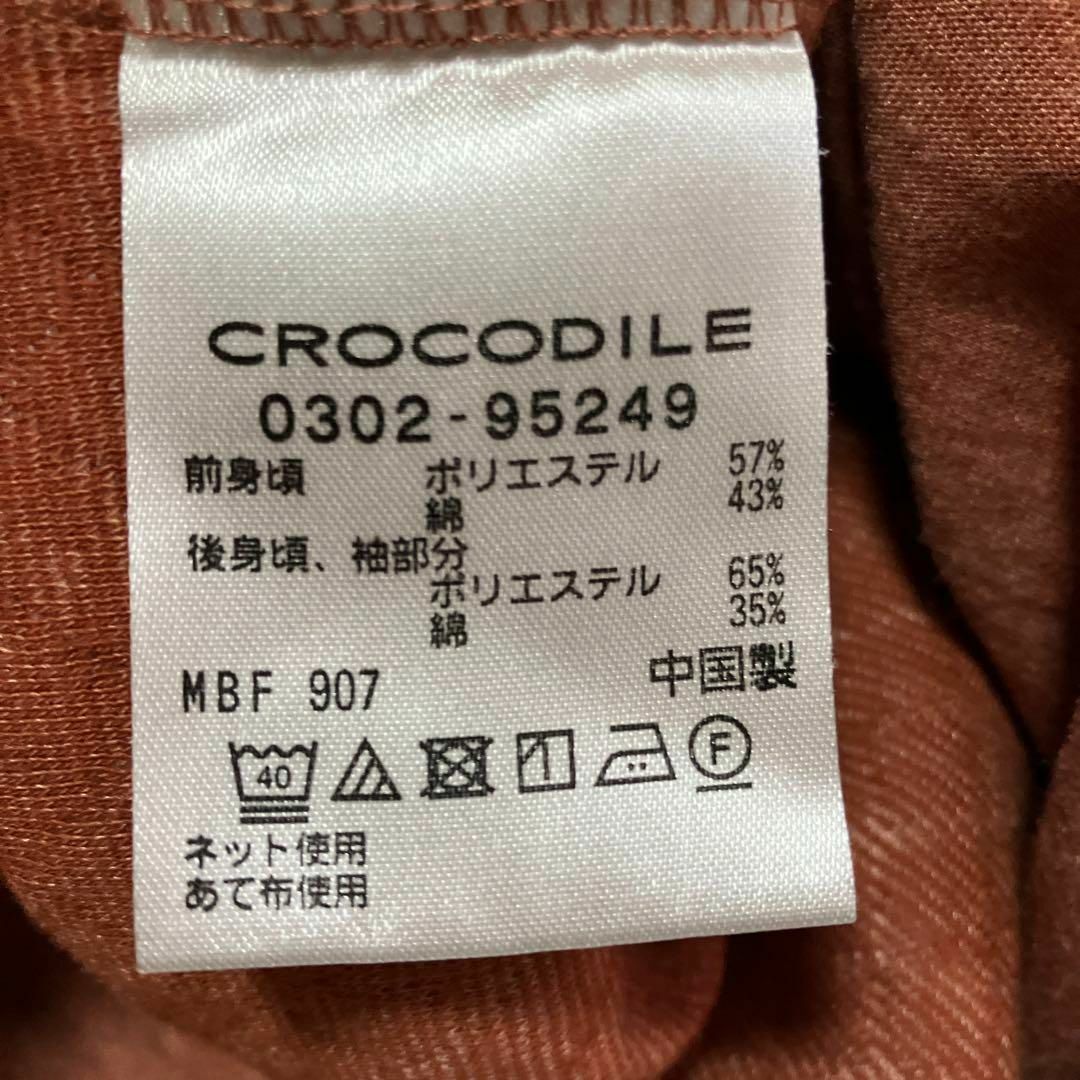 CROCODILE
0302-95249
前身頃 ポリエステル 57%
綿 43%
後身頃、袖部分
ポリエステル 65%
綿 35%
MBF 907 中国製
40 F
ネット使用
あて布使用